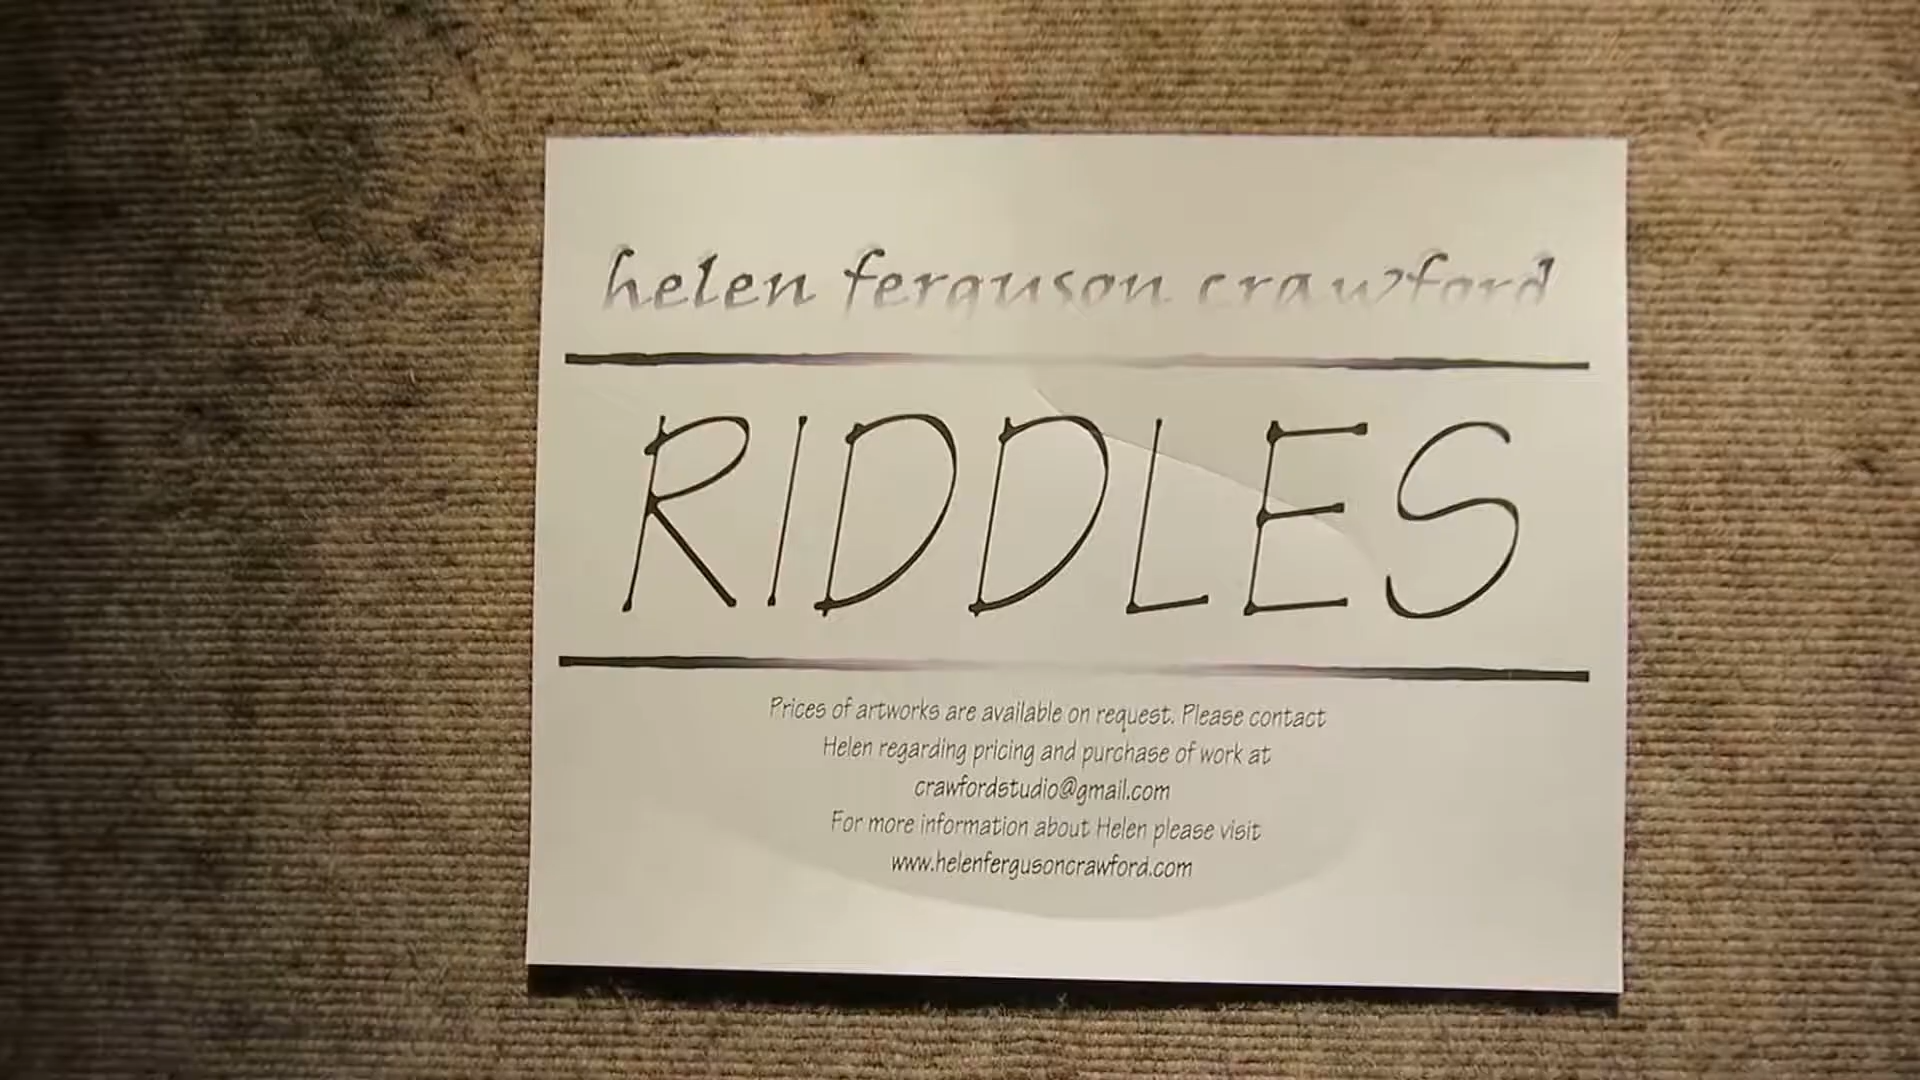 helen ferguson crawford
RIDDLES
Prices of artworks are available on request. Please contact
Helen regarding pricing and purchase of work at
crawfordstudio@gmail.com
For more information about Helen please visit
www.helenfergusoncrawford.com